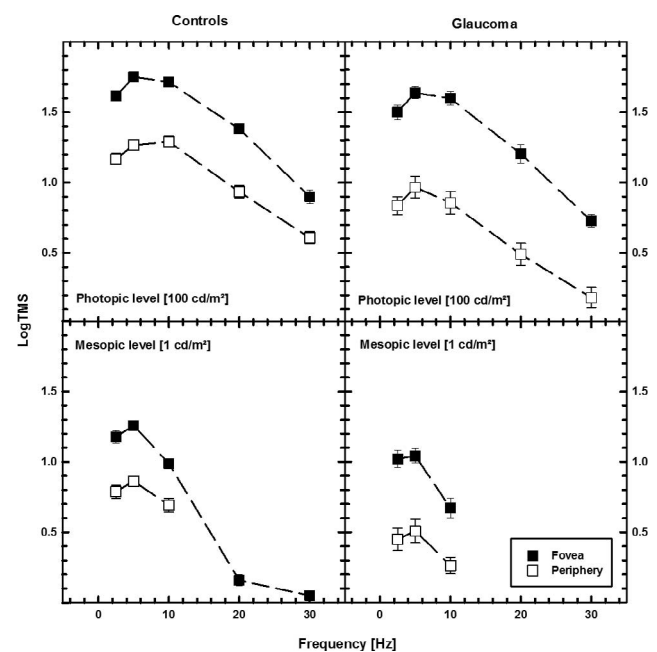 Controls
Glaucoma
LogTMS
1.5
1.0
0.5
Photopic level [100 cd/m²]
Photopic level [100 cd/m²]
1.5
1.0
0.5
Mesopic level [1 cd/m²]
Mesopic level [1 cd/m²]
1.5
1.0
0.5
1.5
1.0
0.5
Fovea
Periphery
0 10 20 30
0 10 20 30
Frequency [Hz]